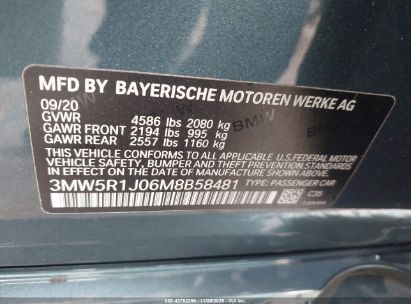 MFD BY BAYERISCHE MOTOREN WERKE AG
09/20
GVWR 4586 lbs 2080 kg
GAWR FRONT 2194 lbs 995 kg
GAWR REAR 2557 lbs 1160 kg
THIS VEHICLE CONFORMS TO ALL APPLICABLE FEDERAL MOTOR
VEHICLE SAFETY, BUMPER AND THEFT PREVENTION STANDARDS
IN EFFECT ON THE DATE OF MANUFACTURE SHOWN ABOVE.
3MW5R1J06M8B58481 TYPE: PASSENGER CAR
C35
BMW